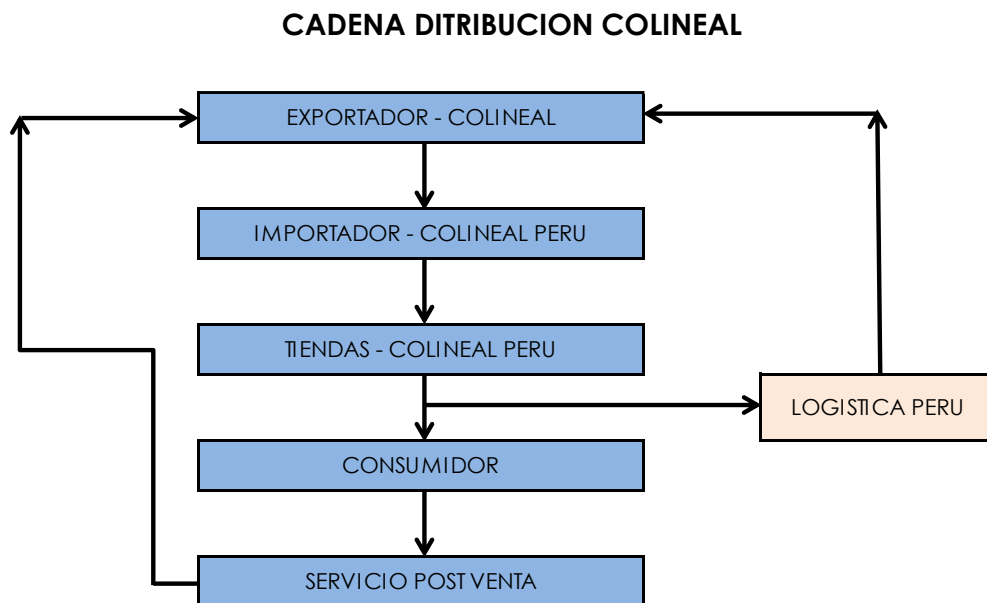 CADENA DITRIBUCION COLINEAL
EXPORTADOR - COLINEAL
IMPORTADOR - COLINEAL PERU
TIENDAS - COLINEAL PERU
LOGISTICA PERU
CONSUMIDOR
SERVICIO POST VENTA